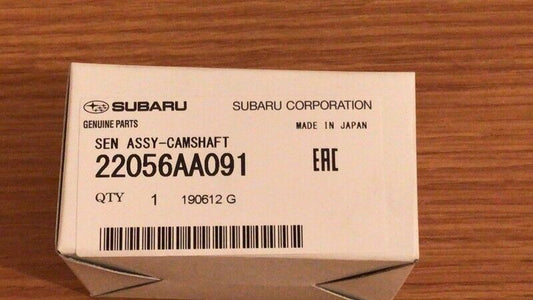 SUBARU SUBARU CORPORATION
GENUINE PARTS MADE IN JAPAN
SEN ASSY-CAMSHAFT
22056AA091 EAC
QTY 1 190612 G